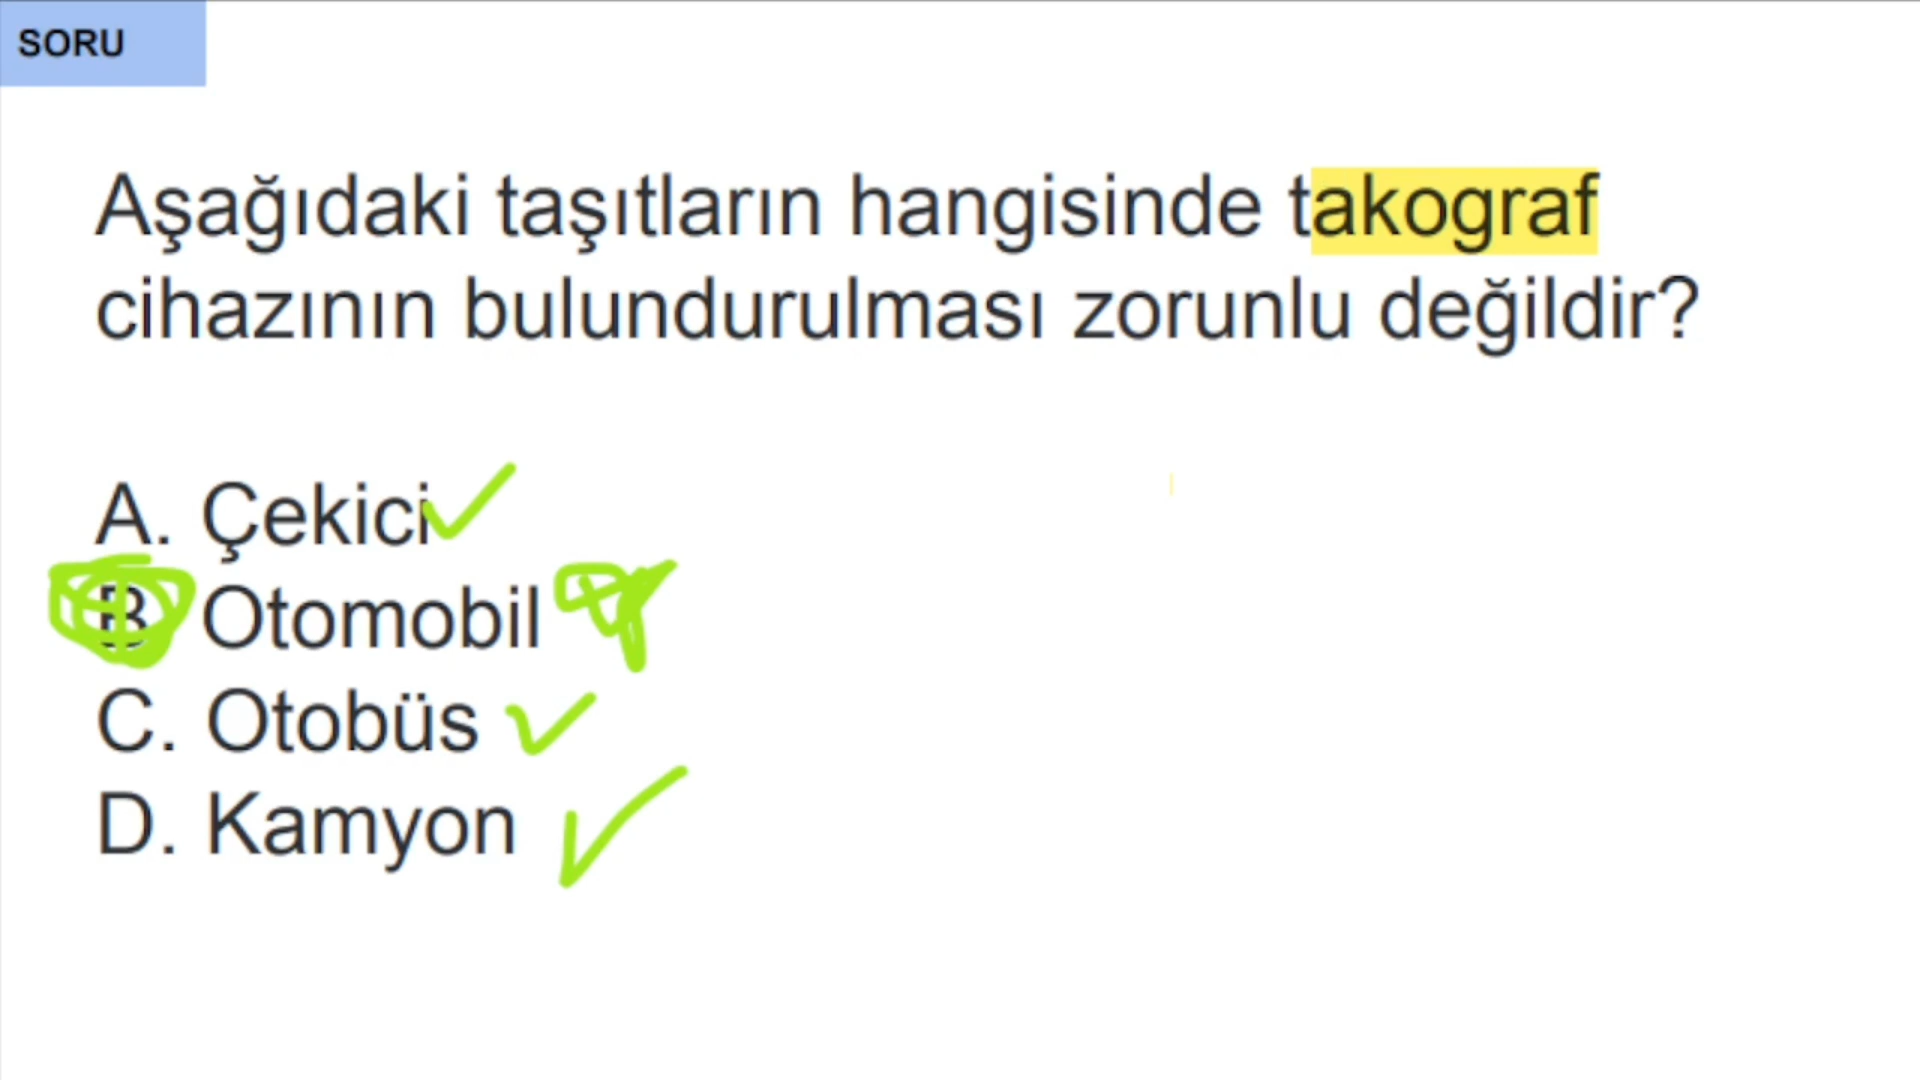 SORU
Aşağıdaki taşıtların hangisinde takograf
cihazının bulundurulması zorunlu değildir?
A. Çekici
B. Otomobil
C. Otobüs
D. Kamyon